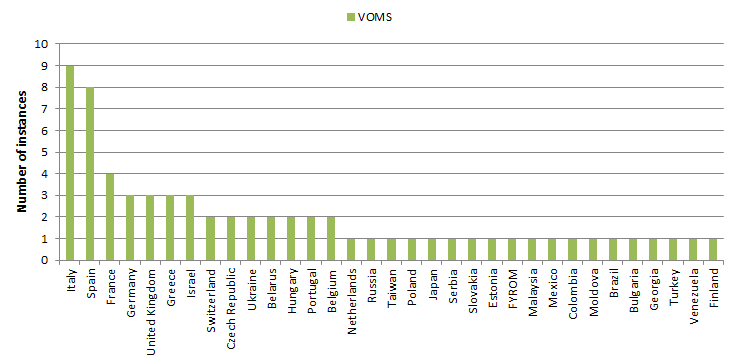 VOMS
Number of instances
10
9
8
7
6
5
4
3
2
1
0
Italy
Spain
France
Germany
United Kingdom
Greece
Israel
Switzerland
Czech Republic
Ukraine
Belarus
Hungary
Portugal
Belgium
Netherlands
Russia
Taiwan
Poland
Japan
Serbia
Slovakia
Estonia
FYROM
Malaysia
Mexico
Colombia
Moldova
Brazil
Bulgaria
Georgia
Turkey
Venezuela
Finland